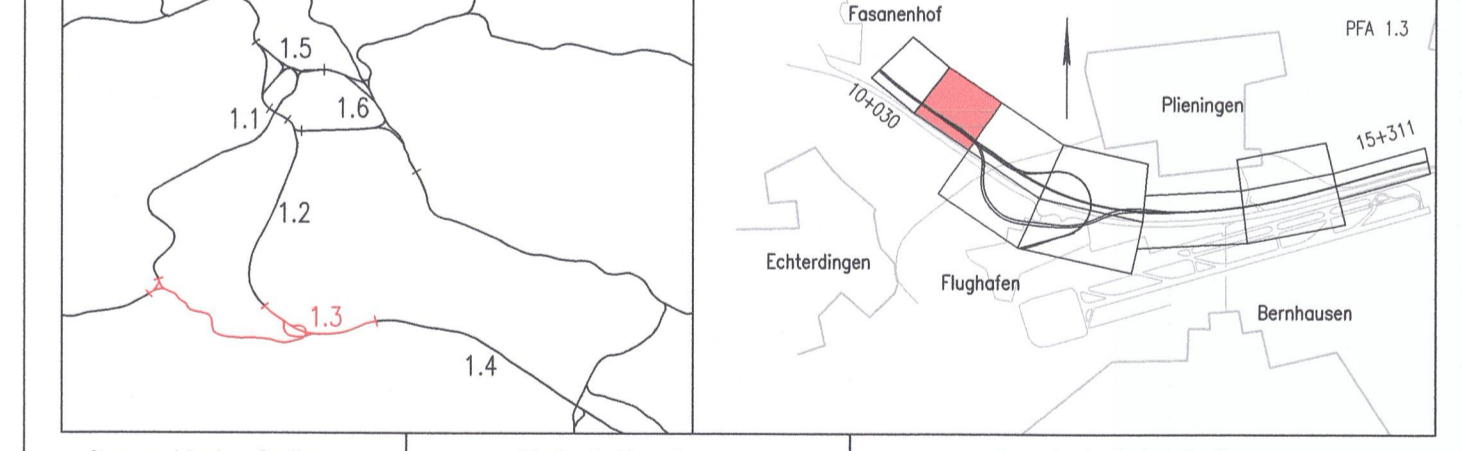 1.5
1.6
1.1
1.2
1.3
1.4
Fasanenhof
PFA 1.3
10+030
Plieningen
15+311
Echterdingen
Flughafen
Bernhausen